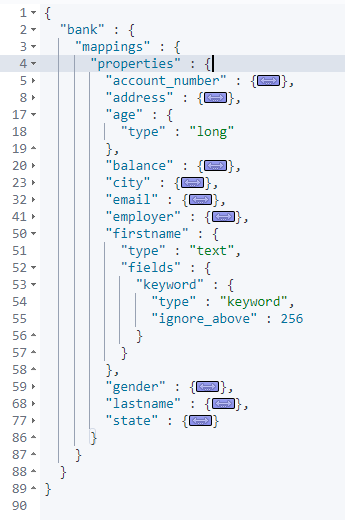 1 {
2 "bank" : {
3 "mappings" : {
4 "properties" : {
5 "account_number" : {},
8 "address" : {},
17 "age" : {
18 "type" : "long"
19 },
20 "balance" : {},
23 "city" : {},
32 "email" : {},
41 "employer" : {},
50 "firstname" : {
51 "type" : "text",
52 "fields" : {
53 "keyword" : {
54 "type" : "keyword",
55 "ignore_above" : 256
56 }
57 }
58 },
59 "gender" : {},
68 "lastname" : {},
77 "state" : {}
86 }
87 }
88 }
89 }
90